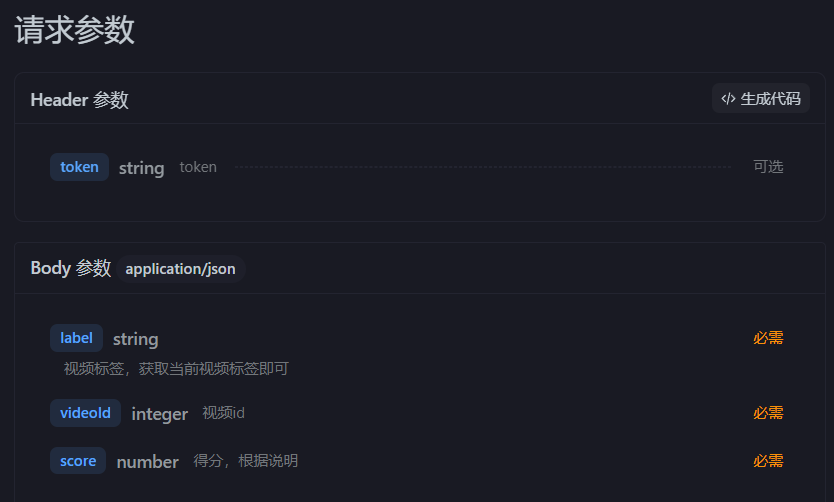 请求参数
Header 参数
</> 生成代码
token string token 可选
Body 参数 application/json
label string 必需
视频标签，获取当前视频标签即可
videoId integer 视频id 必需
score number 得分，根据说明 必需